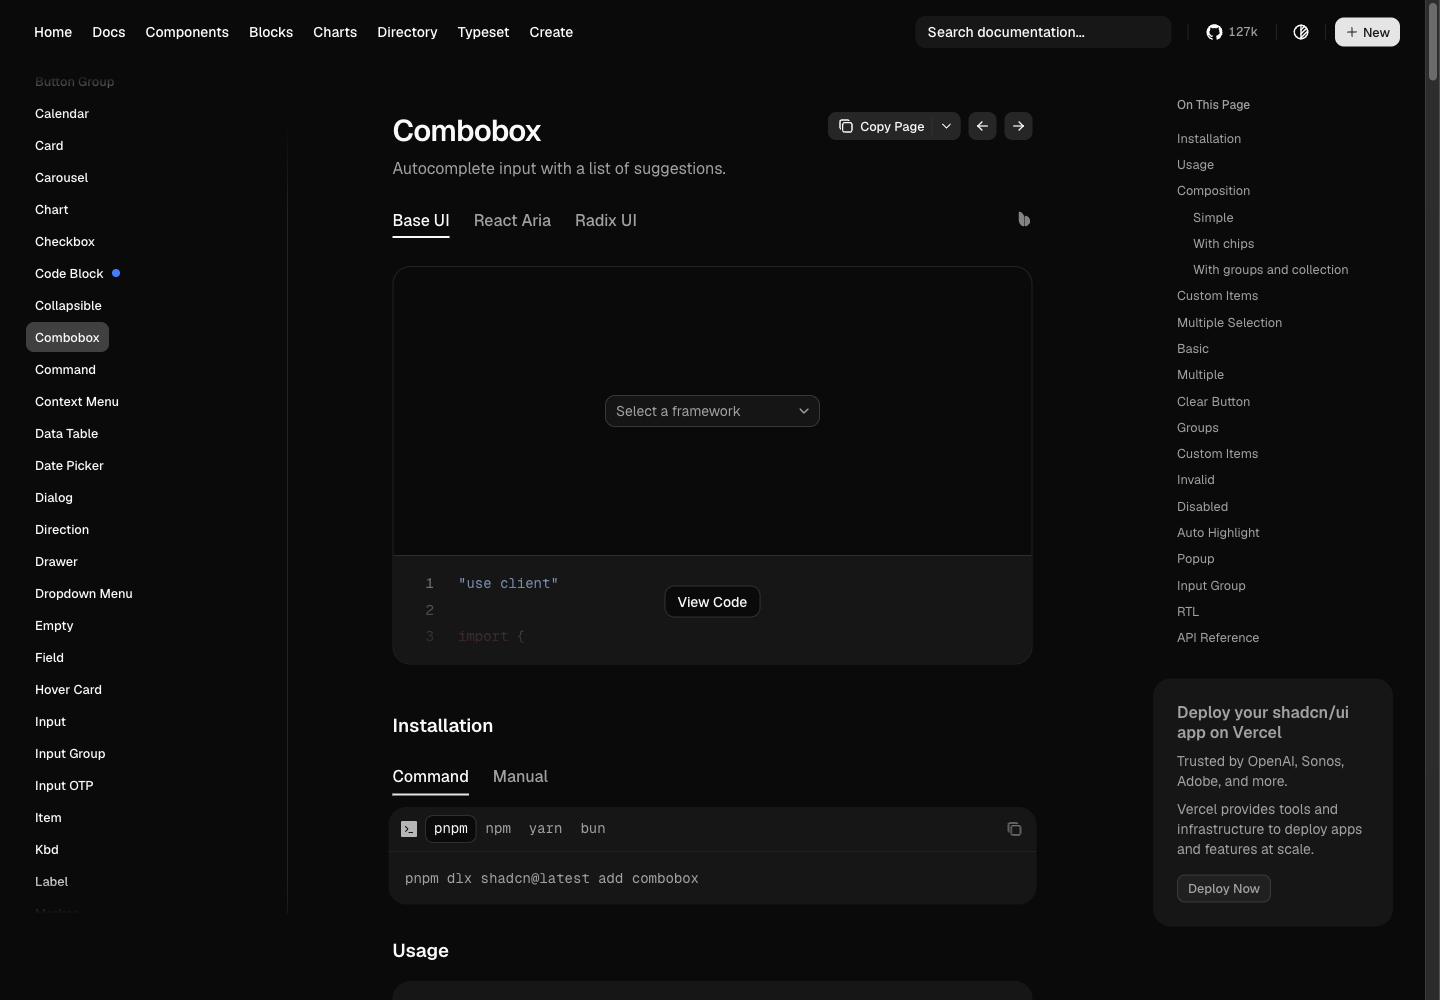 Home Docs Components Blocks Charts Directory Typeset Create
Search documentation...
127k
New
Button Group
Calendar
Card
Carousel
Chart
Checkbox
Code Block
Collapsible
Combobox
Command
Context Menu
Data Table
Date Picker
Dialog
Direction
Drawer
Dropdown Menu
Empty
Field
Hover Card
Input
Input Group
Input OTP
Item
Kbd
Label
Combobox
Copy Page
Autocomplete input with a list of suggestions.
Base UI React Aria Radix UI
Select a framework
1 "use client"
2
3 import {
View Code
Installation
Command Manual
pnpm npm yarn bun
pnpm dlx shadcn@latest add combobox
Usage
On This Page
Installation
Usage
Composition
Simple
With chips
With groups and collection
Custom Items
Multiple Selection
Basic
Multiple
Clear Button
Groups
Custom Items
Invalid
Disabled
Auto Highlight
Popup
Input Group
RTL
API Reference
Deploy your shadcn/ui
app on Vercel
Trusted by OpenAI, Sonos,
Adobe, and more.
Vercel provides tools and
infrastructure to deploy apps
and features at scale.
Deploy Now